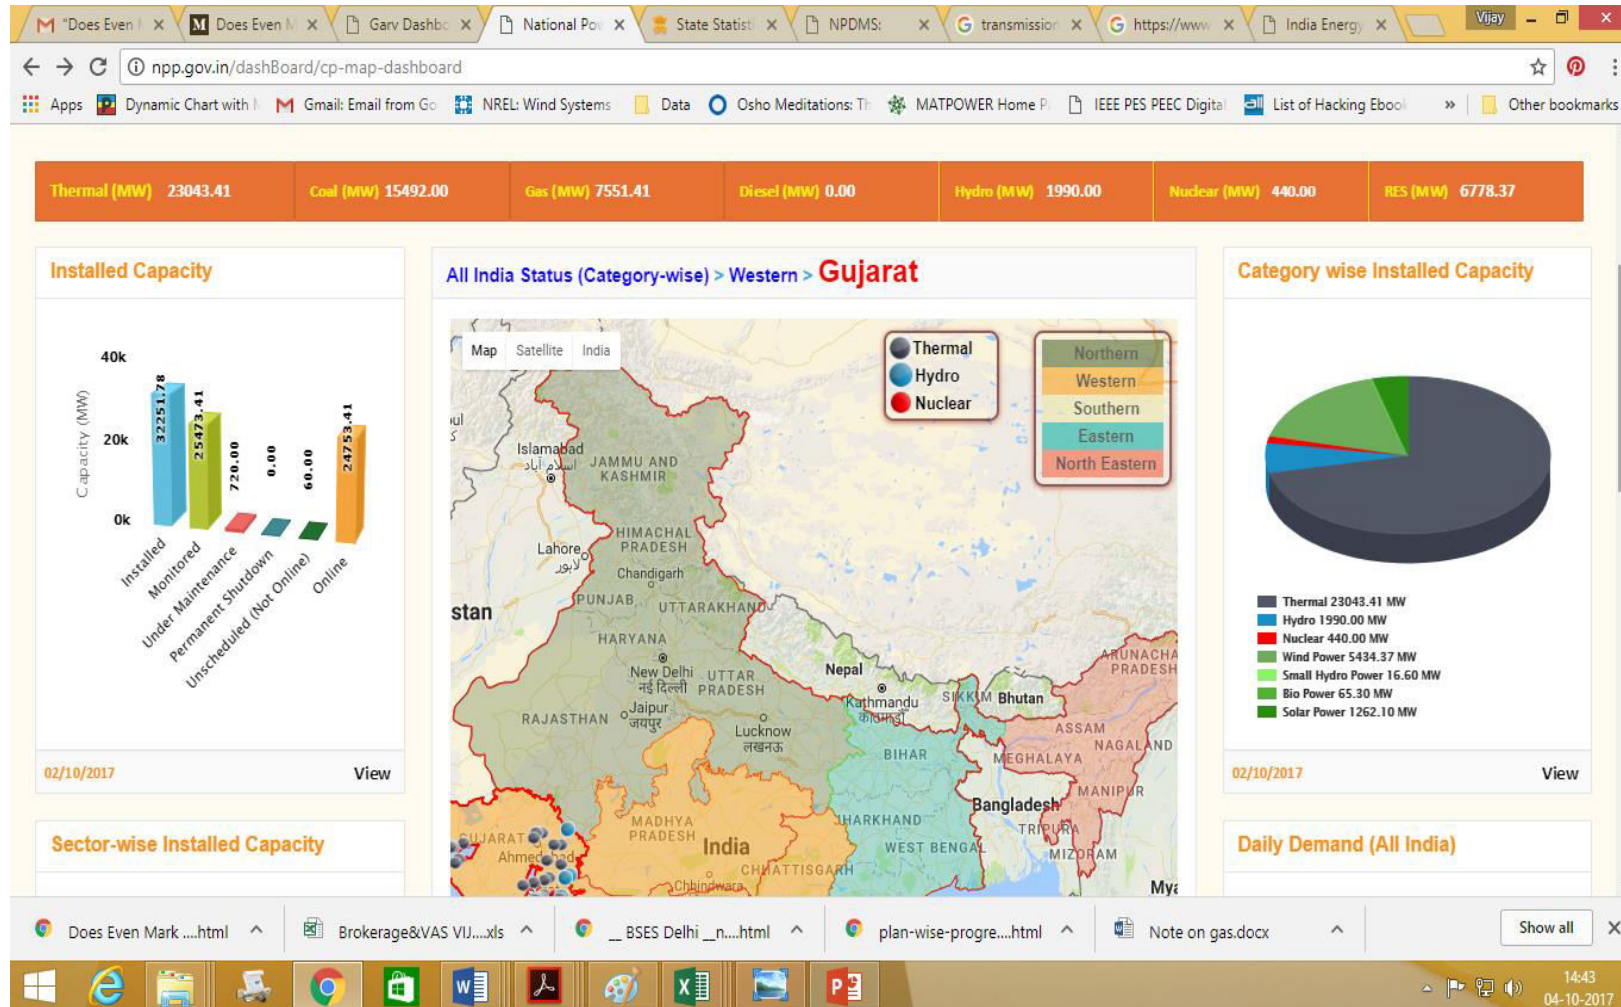 "Does Even
Does Even M
Garv Dashbo
National Pow
State Statisti
NPDMS:
transmission
https://www
India Energy
Vijay
npp.gov.in/dashBoard/cp-map-dashboard
Apps
Dynamic Chart with
Gmail: Email from Go
NREL: Wind Systems
Data
Osho Meditations: Th
MATPOWER Home P
IEEE PES PEEC Digital
List of Hacking Ebook
»
Other bookmarks
Thermal (MW) 23043.41
Coal (MW) 15492.00
Gas (MW) 7551.41
Diesel (MW) 0.00
Hydro (MW) 1990.00
Nuclear (MW) 440.00
RES (MW) 6778.37
Installed Capacity
40k
20k
0k
Capacity (MW)
32251.78
25473.41
720.00
0.00
60.00
24753.41
Installed
Monitored
Under Maintenance
Permanent Shutdown
Unscheduled (Not Online)
Online
02/10/2017
View
Sector-wise Installed Capacity
All India Status (Category-wise) > Western > Gujarat
Map
Satellite
India
Thermal
Hydro
Nuclear
Northern
Western
Southern
Eastern
North Eastern
Islamabad
JAMMU AND
KASHMIR
HIMACHAL
PRADESH
Lahore
لاہور
Chandigarh
PUNJAB
UTTARAKHAND
stan
HARYANA
New Delhi
नई दिल्ली
UTTAR
PRADESH
Nepal
Kathmandu
SIKKIM
Bhutan
ARUNACHA
PRADESH
RAJASTHAN
Jaipur
जयपुर
Lucknow
लखनऊ
ASSAM
NAGALAND
BIHAR
MEGHALAYA
MANIPUR
Bangladesh
GUJARAT
Ahmedabad
MADHYA
PRADESH
India
JHARKHAND
WEST BENGAL
TRIPURA
MIZORAM
CHHATTISGARH
Chhindwara
Mya
Category wise Installed Capacity
Thermal 23043.41 MW
Hydro 1990.00 MW
Nuclear 440.00 MW
Wind Power 5434.37 MW
Small Hydro Power 16.60 MW
Bio Power 65.30 MW
Solar Power 1262.10 MW
02/10/2017
View
Daily Demand (All India)
Does Even Mark ....html
Brokerage&VAS VIJ....xls
__ BSES Delhi __n....html
plan-wise-progre....html
Note on gas.docx
Show all
14:43
04-10-2017